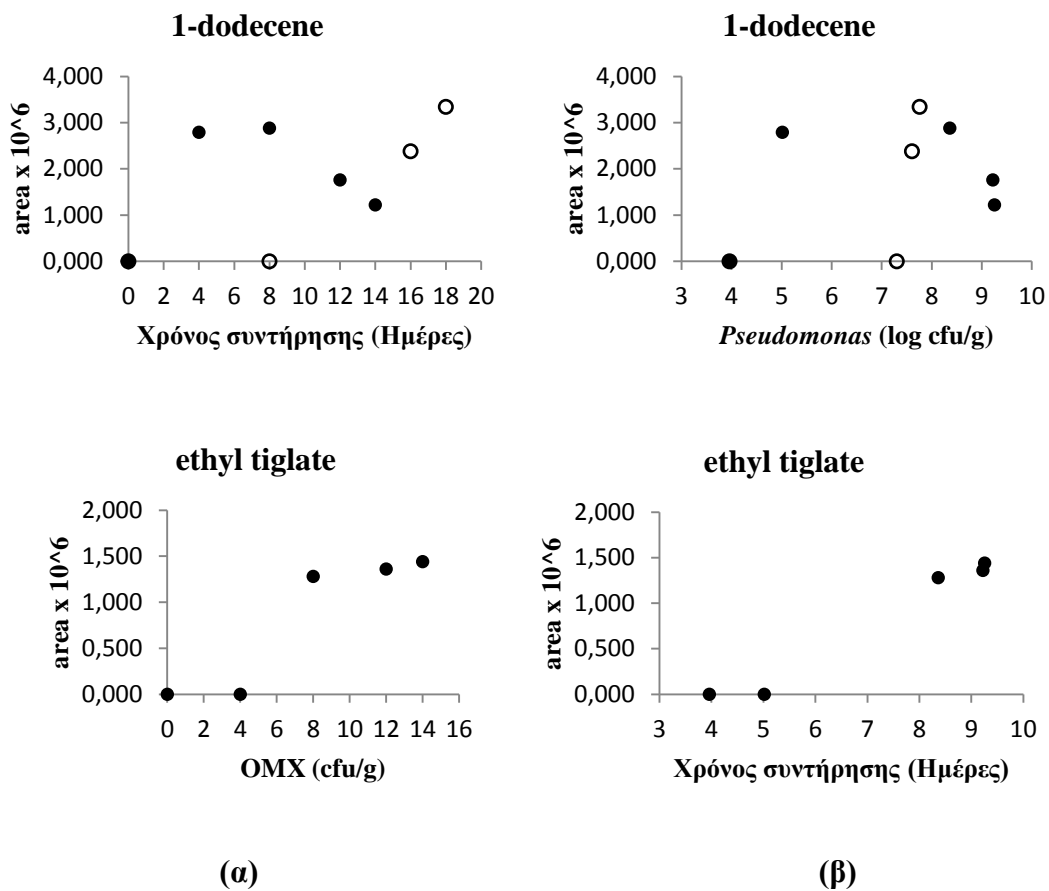 1-dodecene
area x 10^6
4,000
3,000
2,000
1,000
0,000
0 2 4 6 8 10 12 14 16 18 20
Χρόνος συντήρησης (Ημέρες)
1-dodecene
area x 10^6
4,000
3,000
2,000
1,000
0,000
3 4 5 6 7 8 9 10
Pseudomonas (log cfu/g)
ethyl tiglate
area x 10^6
2,000
1,500
1,000
0,500
0,000
0 2 4 6 8 10 12 14 16
ΟΜΧ (cfu/g)
ethyl tiglate
area x 10^6
2,000
1,500
1,000
0,500
0,000
3 4 5 6 7 8 9 10
Χρόνος συντήρησης (Ημέρες)
(α)
(β)